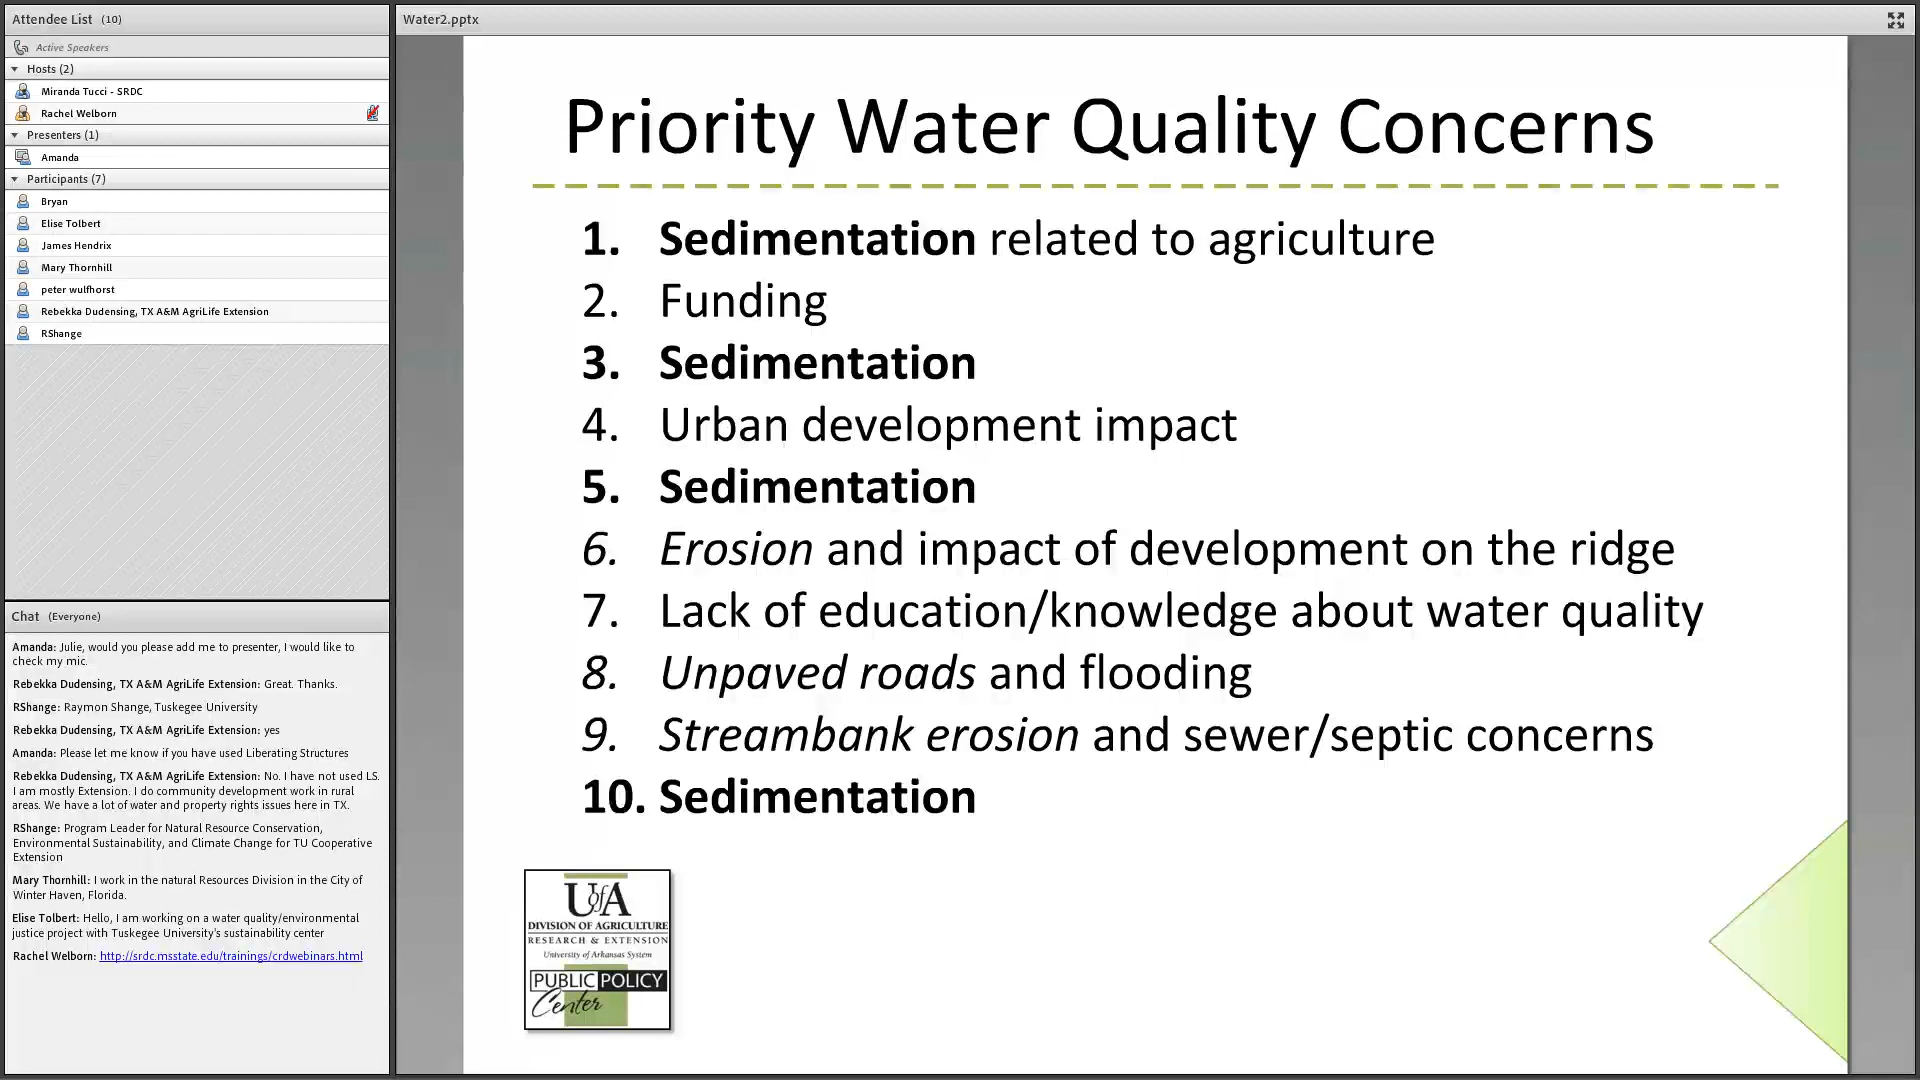 Attendee List (10)
Active Speakers
Hosts (2)
Miranda Tucci - SRDC
Rachel Welborn
Presenters (1)
Amanda
Participants (7)
Bryan
Elise Tolbert
James Hendrix
Mary Thornhill
peter wulfhorst
Rebekka Dudensing, TX A&M AgriLife Extension
RShange
Chat (Everyone)
Amanda: Julie, would you please add me to presenter, I would like to
check my mic.
Rebekka Dudensing, TX A&M AgriLife Extension: Great. Thanks.
RShange: Raymon Shange, Tuskegee University
Rebekka Dudensing, TX A&M AgriLife Extension: yes
Amanda: Please let me know if you have used Liberating Structures
Rebekka Dudensing, TX A&M AgriLife Extension: No. I have not used LS.
I am mostly Extension. I do community development work in rural
areas. We have a lot of water and property rights issues here in TX.
RShange: Program Leader for Natural Resource Conservation,
Environmental Sustainability, and Climate Change for TU Cooperative
Extension
Mary Thornhill: I work in the natural Resources Division in the City of
Winter Haven, Florida.
Elise Tolbert: Hello, I am working on a water quality/environmental
justice project with Tuskegee University's sustainability center
Rachel Welborn: http://srdc.msstate.edu/trainings/crdwebinars.html
Water2.pptx
Priority Water Quality Concerns
1. Sedimentation related to agriculture
2. Funding
3. Sedimentation
4. Urban development impact
5. Sedimentation
6. Erosion and impact of development on the ridge
7. Lack of education/knowledge about water quality
8. Unpaved roads and flooding
9. Streambank erosion and sewer/septic concerns
10. Sedimentation
UofA
DIVISION OF AGRICULTURE
RESEARCH & EXTENSION
University of Arkansas System
PUBLIC POLICY
Center